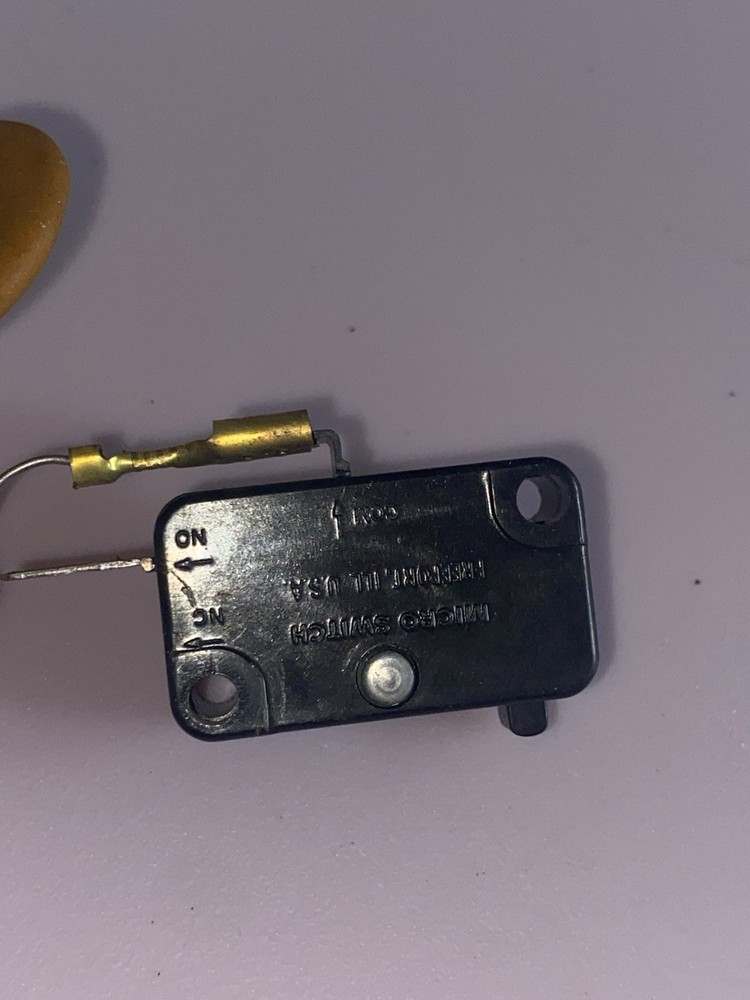 MICRO SWITCH
FREEPORT, ILL. U.S.A.
COM
NC
NO